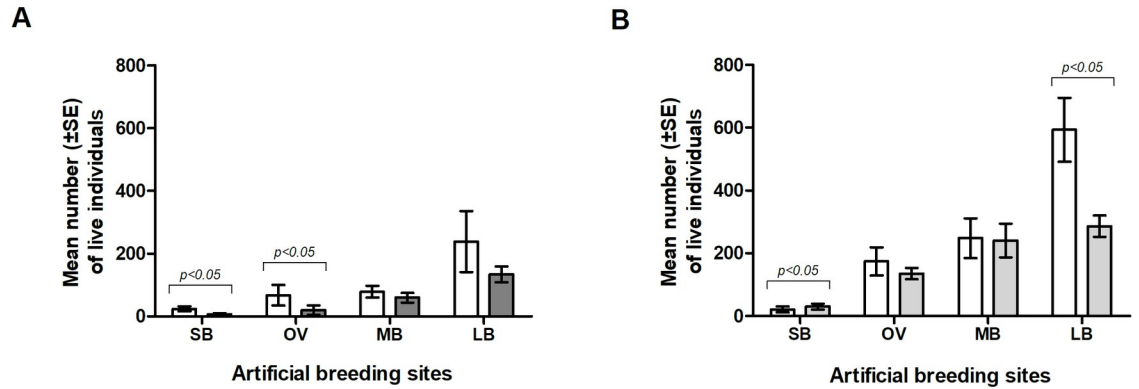 A
Mean number (±SE)
of live individuals
800
600
400
200
0
p<0.05
p<0.05
SB OV MB LB
Artificial breeding sites
B
Mean number (±SE)
of live individuals
800
600
400
200
0
p<0.05
p<0.05
SB OV MB LB
Artificial breeding sites